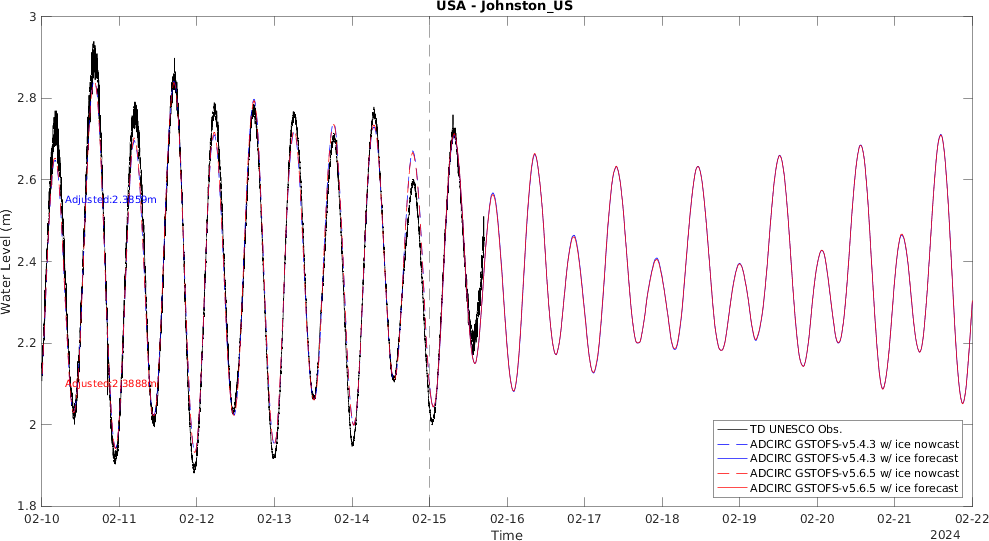 USA - Johnston_US
3
2.8
2.6
2.4
2.2
2
1.8
Water Level (m)
Adjusted:2.3359m
Adjusted:2.3888m
TD UNESCO Obs.
ADCIRC GSTOFS-v5.4.3 w/ ice nowcast
ADCIRC GSTOFS-v5.4.3 w/ ice forecast
ADCIRC GSTOFS-v5.6.5 w/ ice nowcast
ADCIRC GSTOFS-v5.6.5 w/ ice forecast
02-10 02-11 02-12 02-13 02-14 02-15 02-16 02-17 02-18 02-19 02-20 02-21 02-22
Time
2024